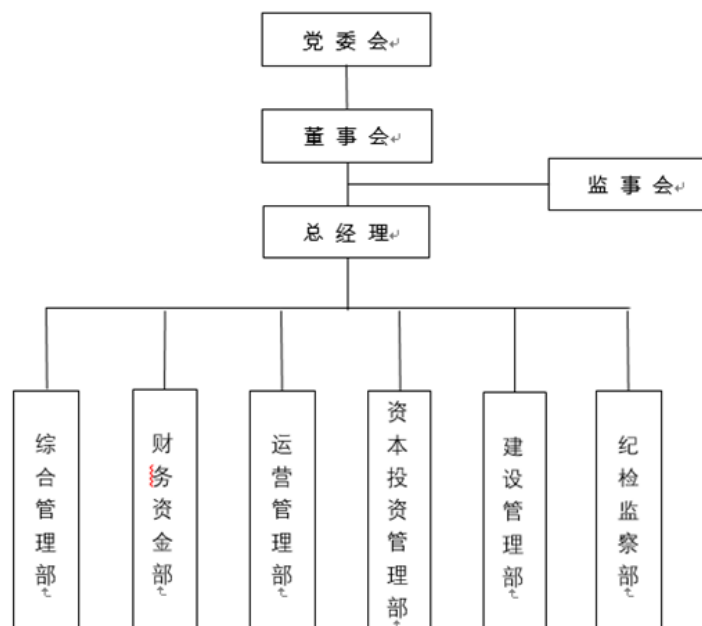 党委会
董事会
监事会
总经理
综合管理部
财务资金部
运营管理部
资本投资管理部
建设管理部
纪检监察部